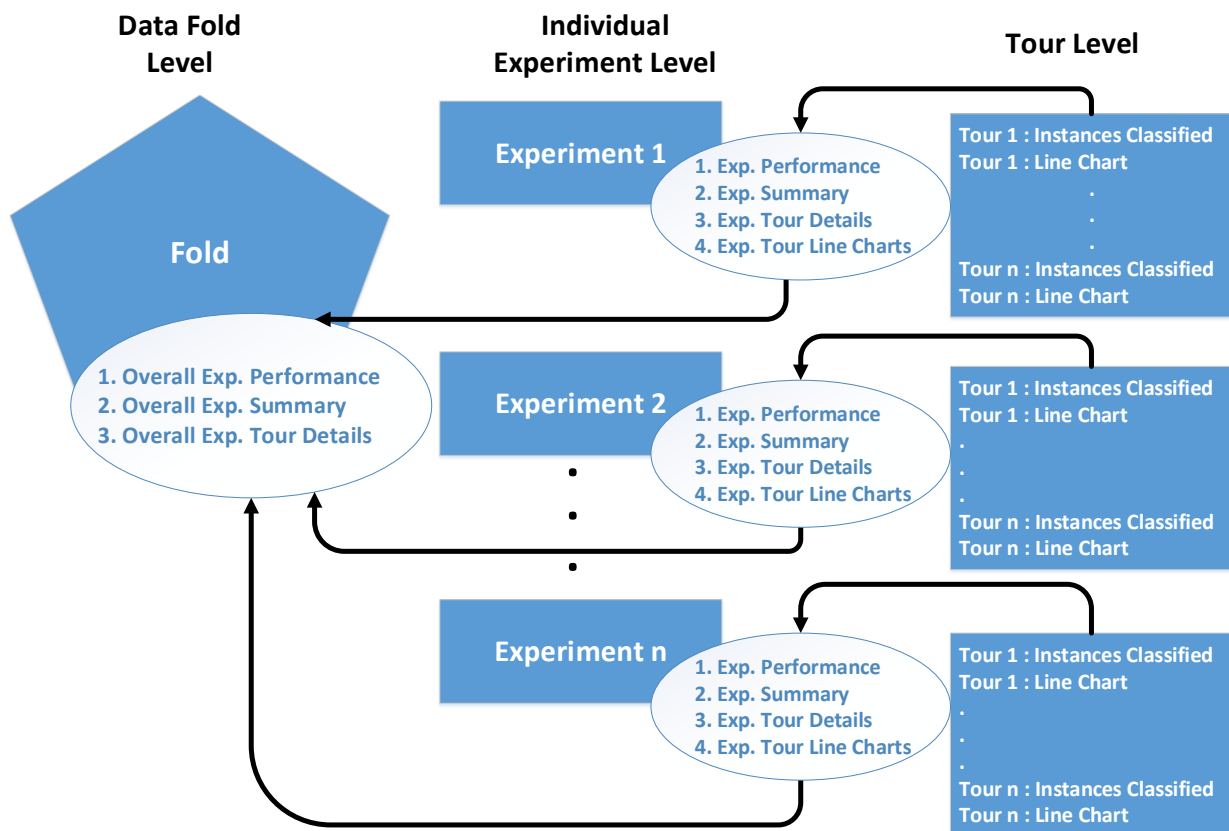 Data Fold
Level
Individual
Experiment Level
Tour Level
Fold
1. Overall Exp. Performance
2. Overall Exp. Summary
3. Overall Exp. Tour Details
Experiment 1
1. Exp. Performance
2. Exp. Summary
3. Exp. Tour Details
4. Exp. Tour Line Charts
Tour 1 : Instances Classified
Tour 1 : Line Chart
.
.
.
Tour n : Instances Classified
Tour n : Line Chart
Experiment 2
1. Exp. Performance
2. Exp. Summary
3. Exp. Tour Details
4. Exp. Tour Line Charts
Tour 1 : Instances Classified
Tour 1 : Line Chart
.
.
.
Tour n : Instances Classified
Tour n : Line Chart
.
.
.
Experiment n
1. Exp. Performance
2. Exp. Summary
3. Exp. Tour Details
4. Exp. Tour Line Charts
Tour 1 : Instances Classified
Tour 1 : Line Chart
.
.
.
Tour n : Instances Classified
Tour n : Line Chart